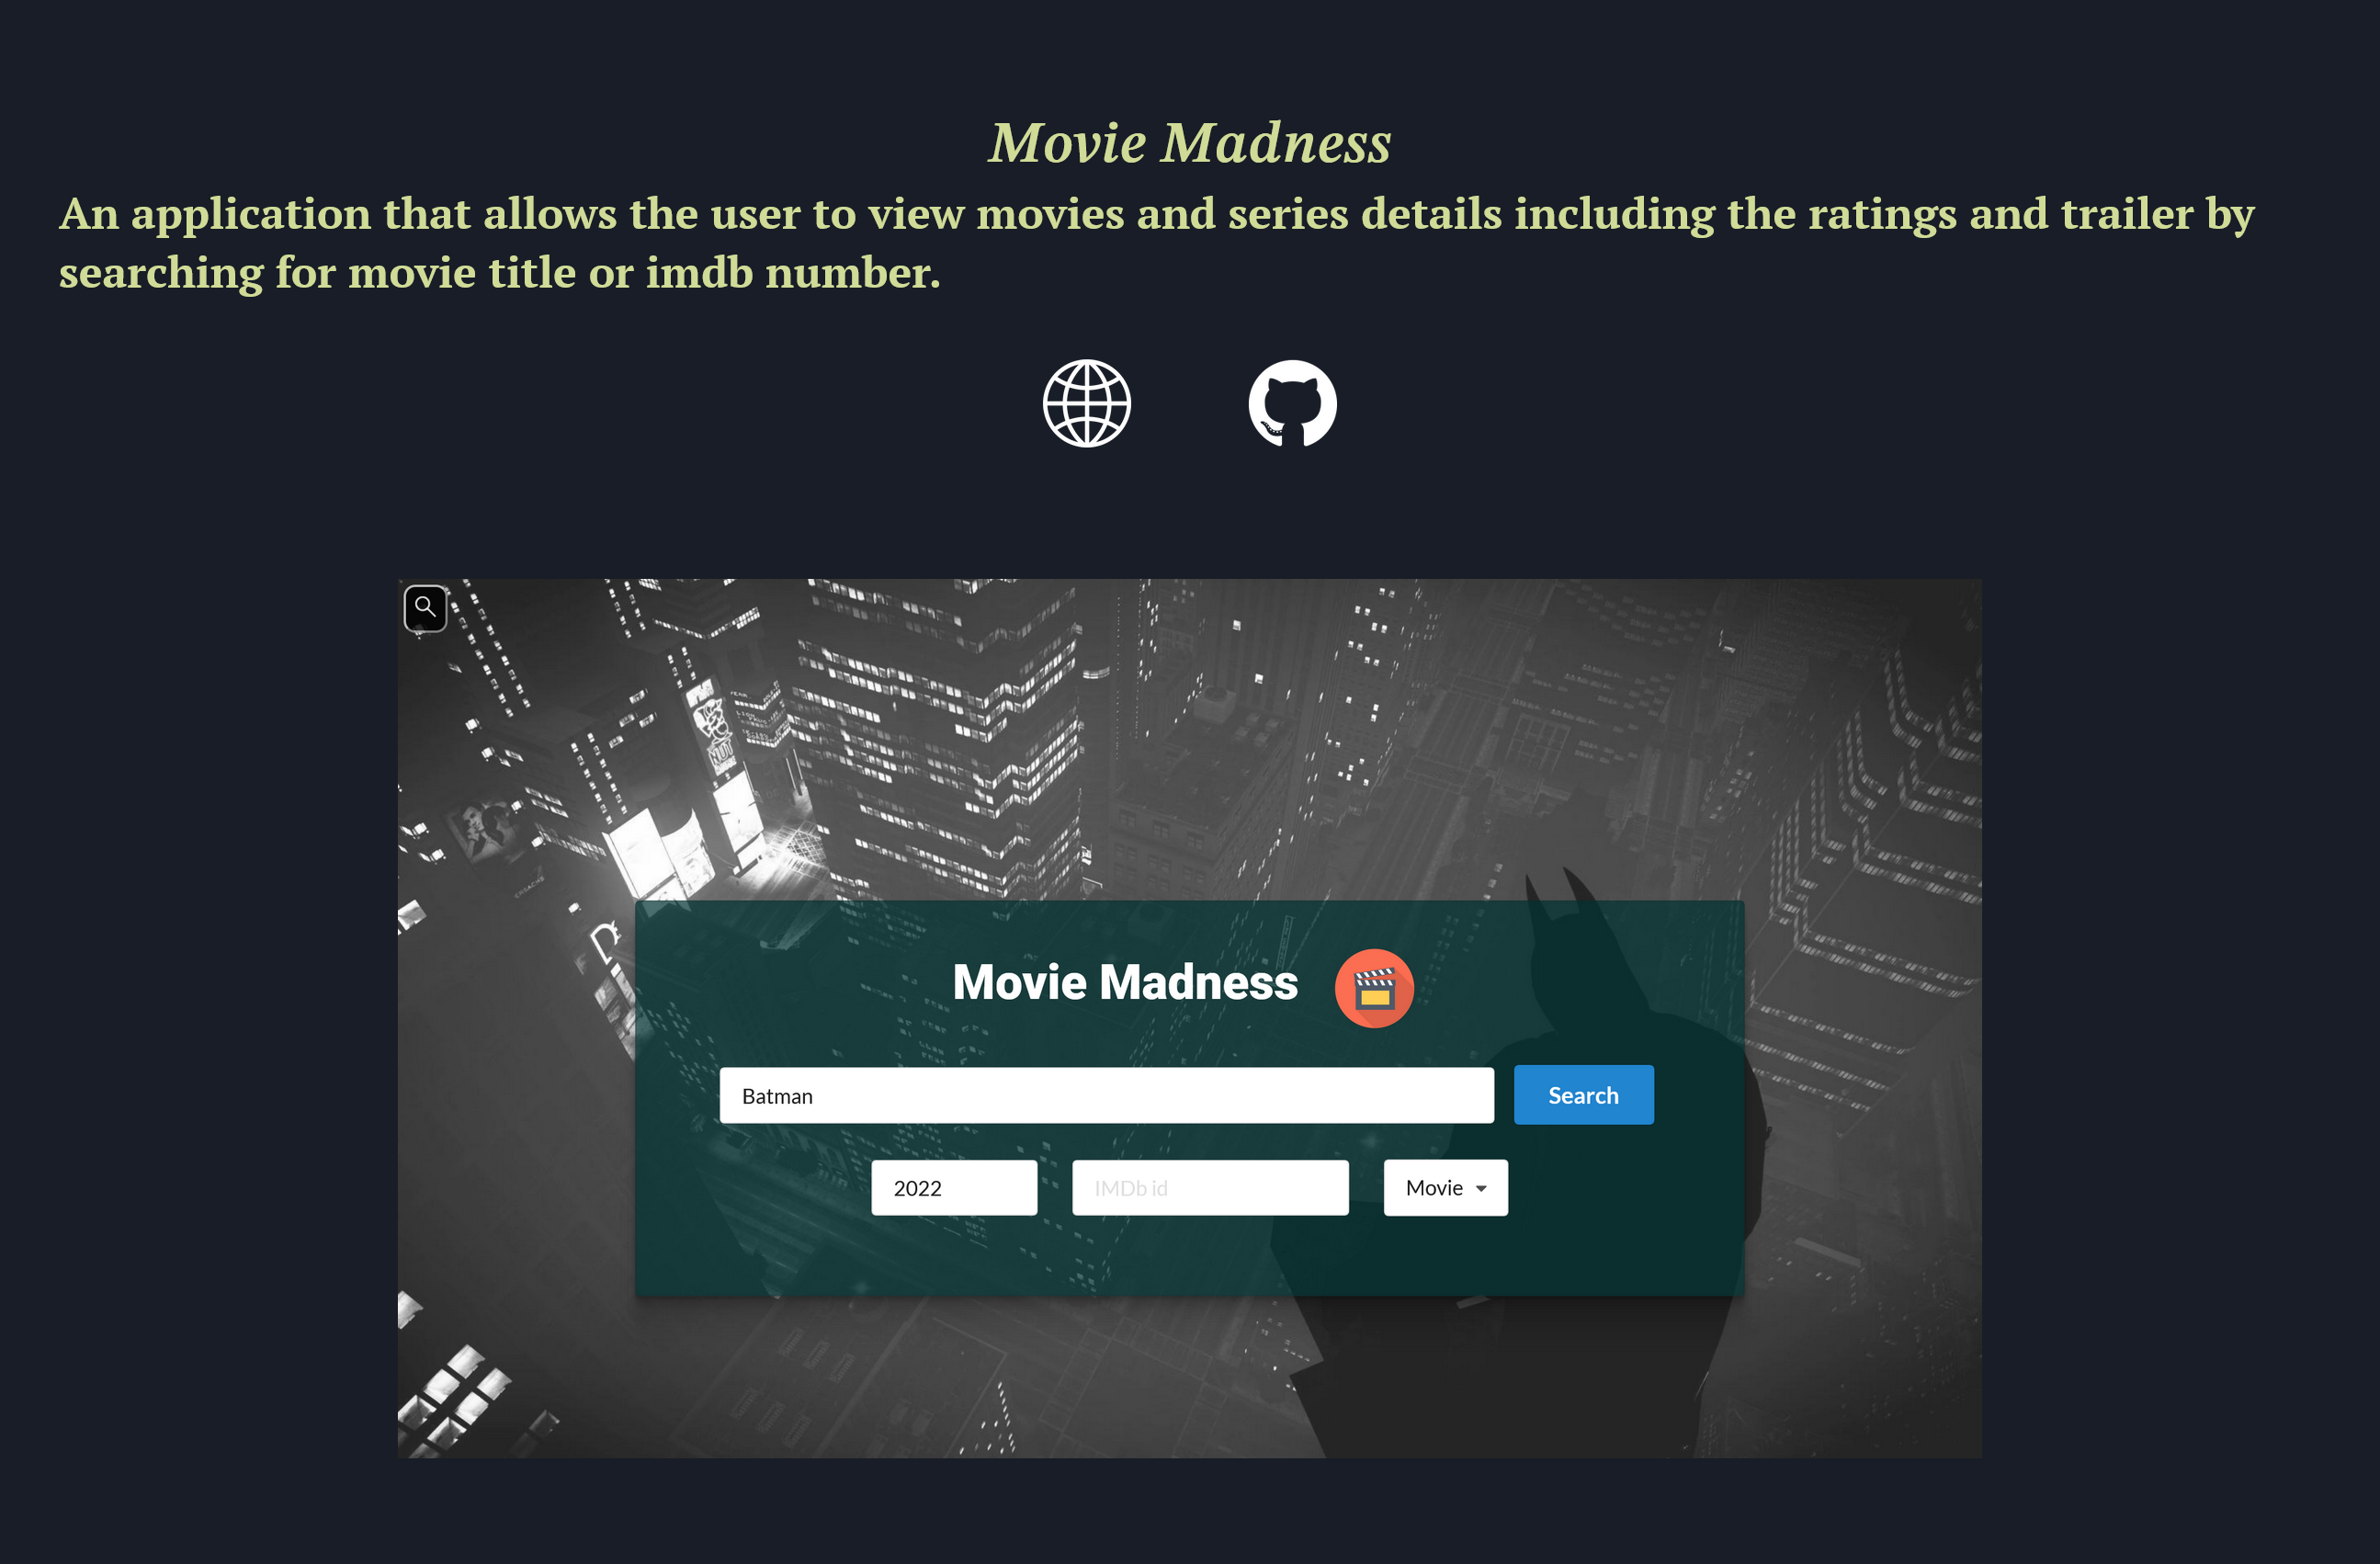 Movie Madness
An application that allows the user to view movies and series details including the ratings and trailer by
searching for movie title or imdb number.
Movie Madness
Batman
Search
2022
IMDb id
Movie